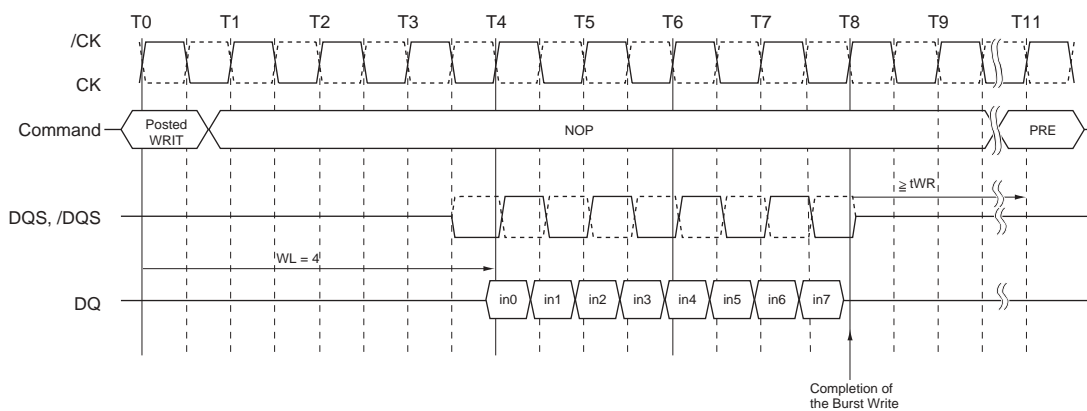 T0 T1 T2 T3 T4 T5 T6 T7 T8 T9 T11
/CK
CK
Command Posted WRIT NOP PRE
≧ tWR
DQS, /DQS
WL = 4
DQ in0 in1 in2 in3 in4 in5 in6 in7
Completion of
the Burst Write